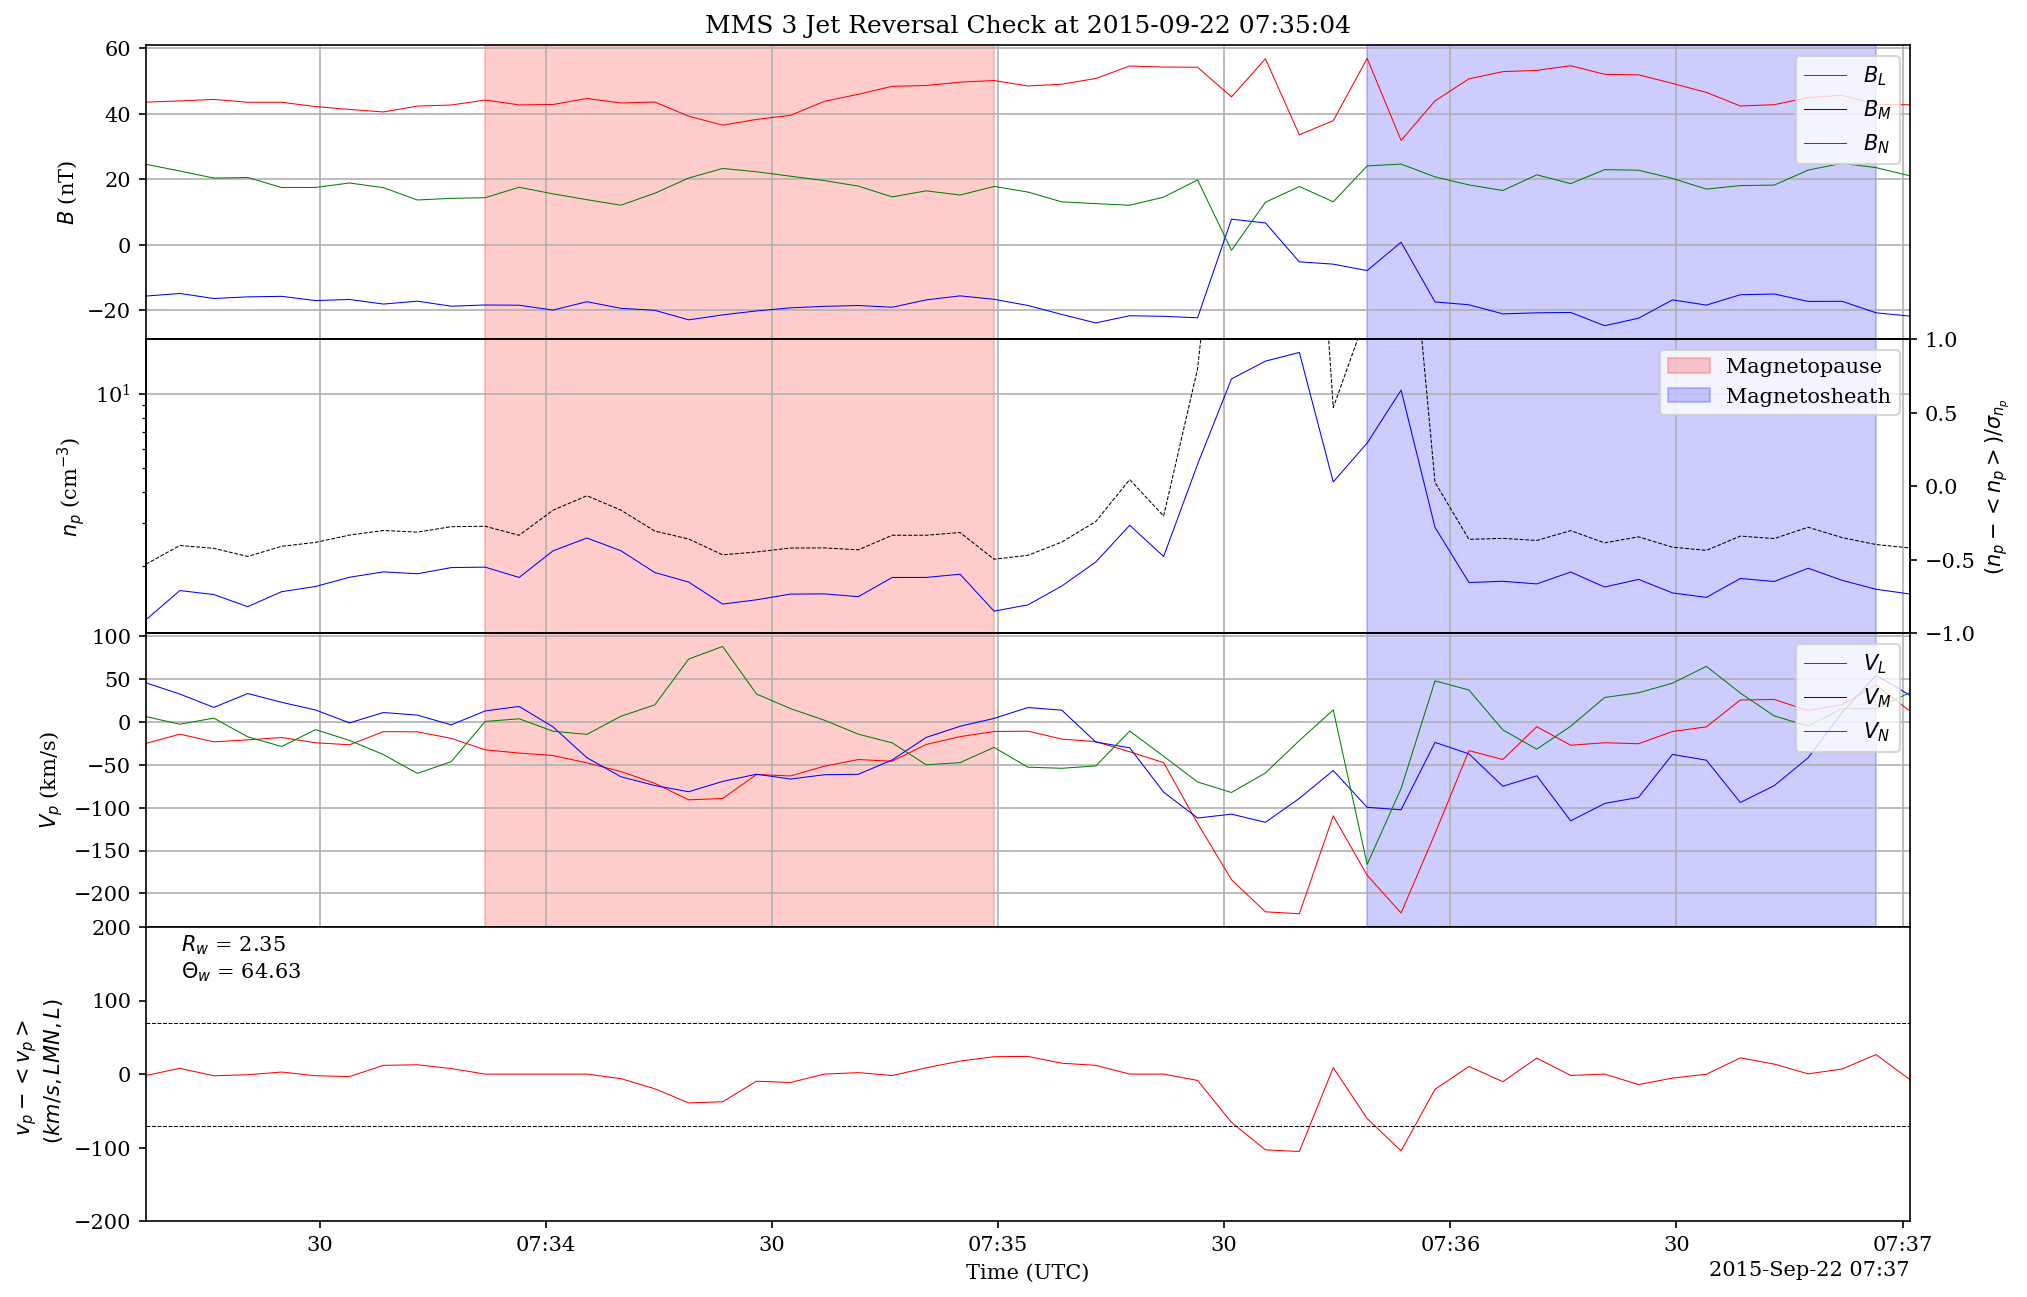 MMS 3 Jet Reversal Check at 2015-09-22 07:35:04
60
40
20
0
−20
B (nT)
B_L
B_M
B_N
10^1
n_p (cm^−3)
Magnetopause
Magnetosheath
1.0
0.5
0.0
−0.5
−1.0
(n_p − < n_p >)/σ_{n_p}
100
50
0
−50
−100
−150
−200
V_p (km/s)
V_L
V_M
V_N
200
100
0
−100
−200
v_p − < v_p >
(km/s, LMN, L)
R_w = 2.35
Θ_w = 64.63
30 07:34 30 07:35 30 07:36 30 07:37
Time (UTC)
2015-Sep-22 07:37